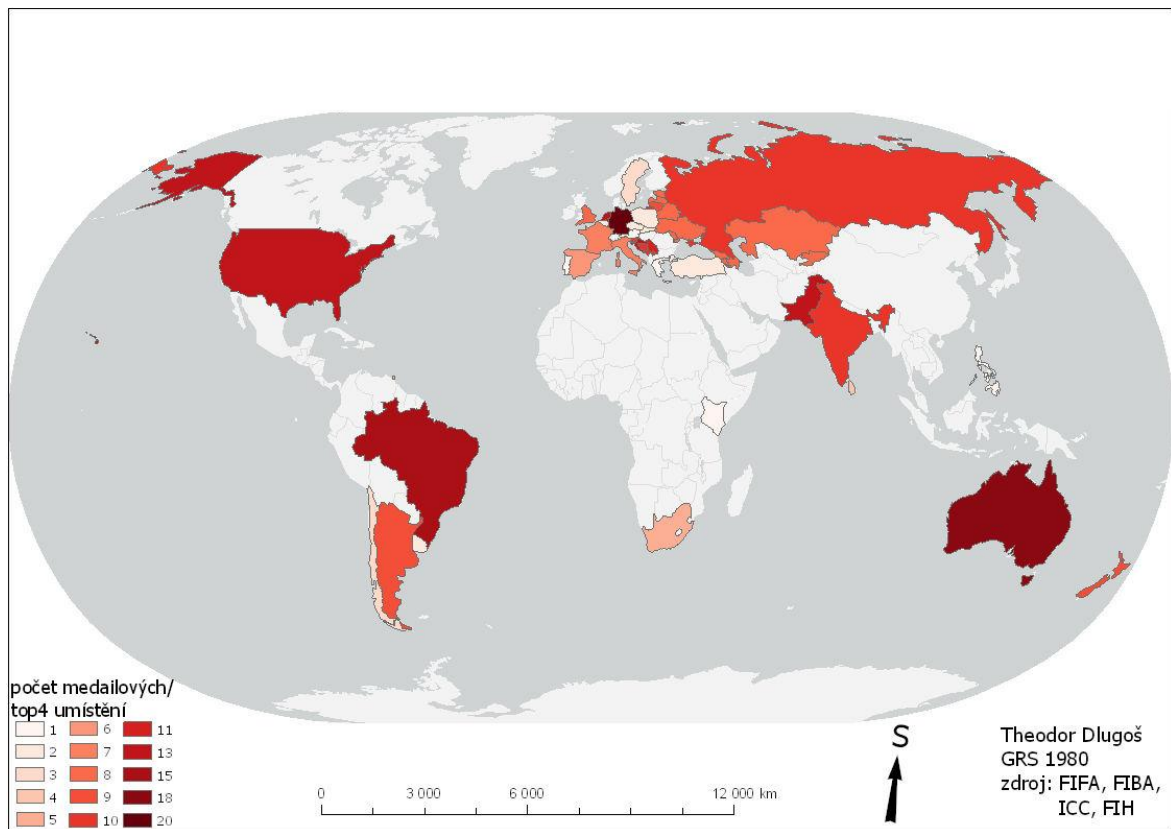 počet medailových/
top4 umístění
1 6 11
2 7 13
3 8 15
4 9 18
5 10 20
0 3 000 6 000 12 000 km
S
Theodor Dlugoš
GRS 1980
zdroj: FIFA, FIBA,
ICC, FIH